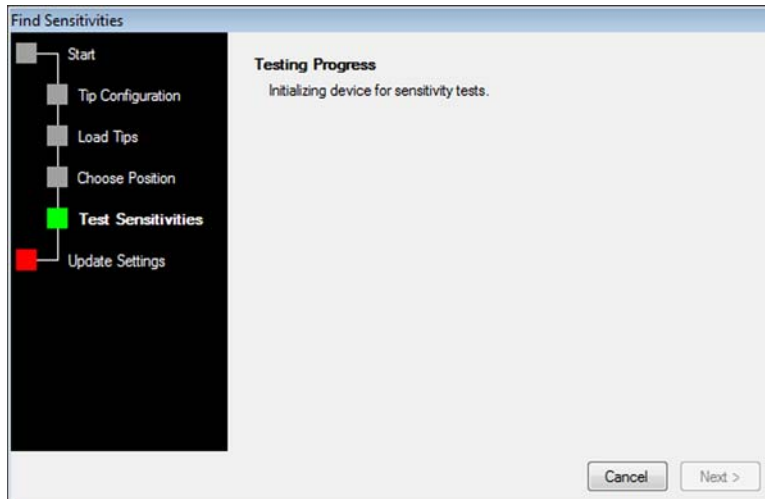 Find Sensitivities
Start
Tip Configuration
Load Tips
Choose Position
Test Sensitivities
Update Settings
Testing Progress
Initializing device for sensitivity tests.
Cancel
Next >